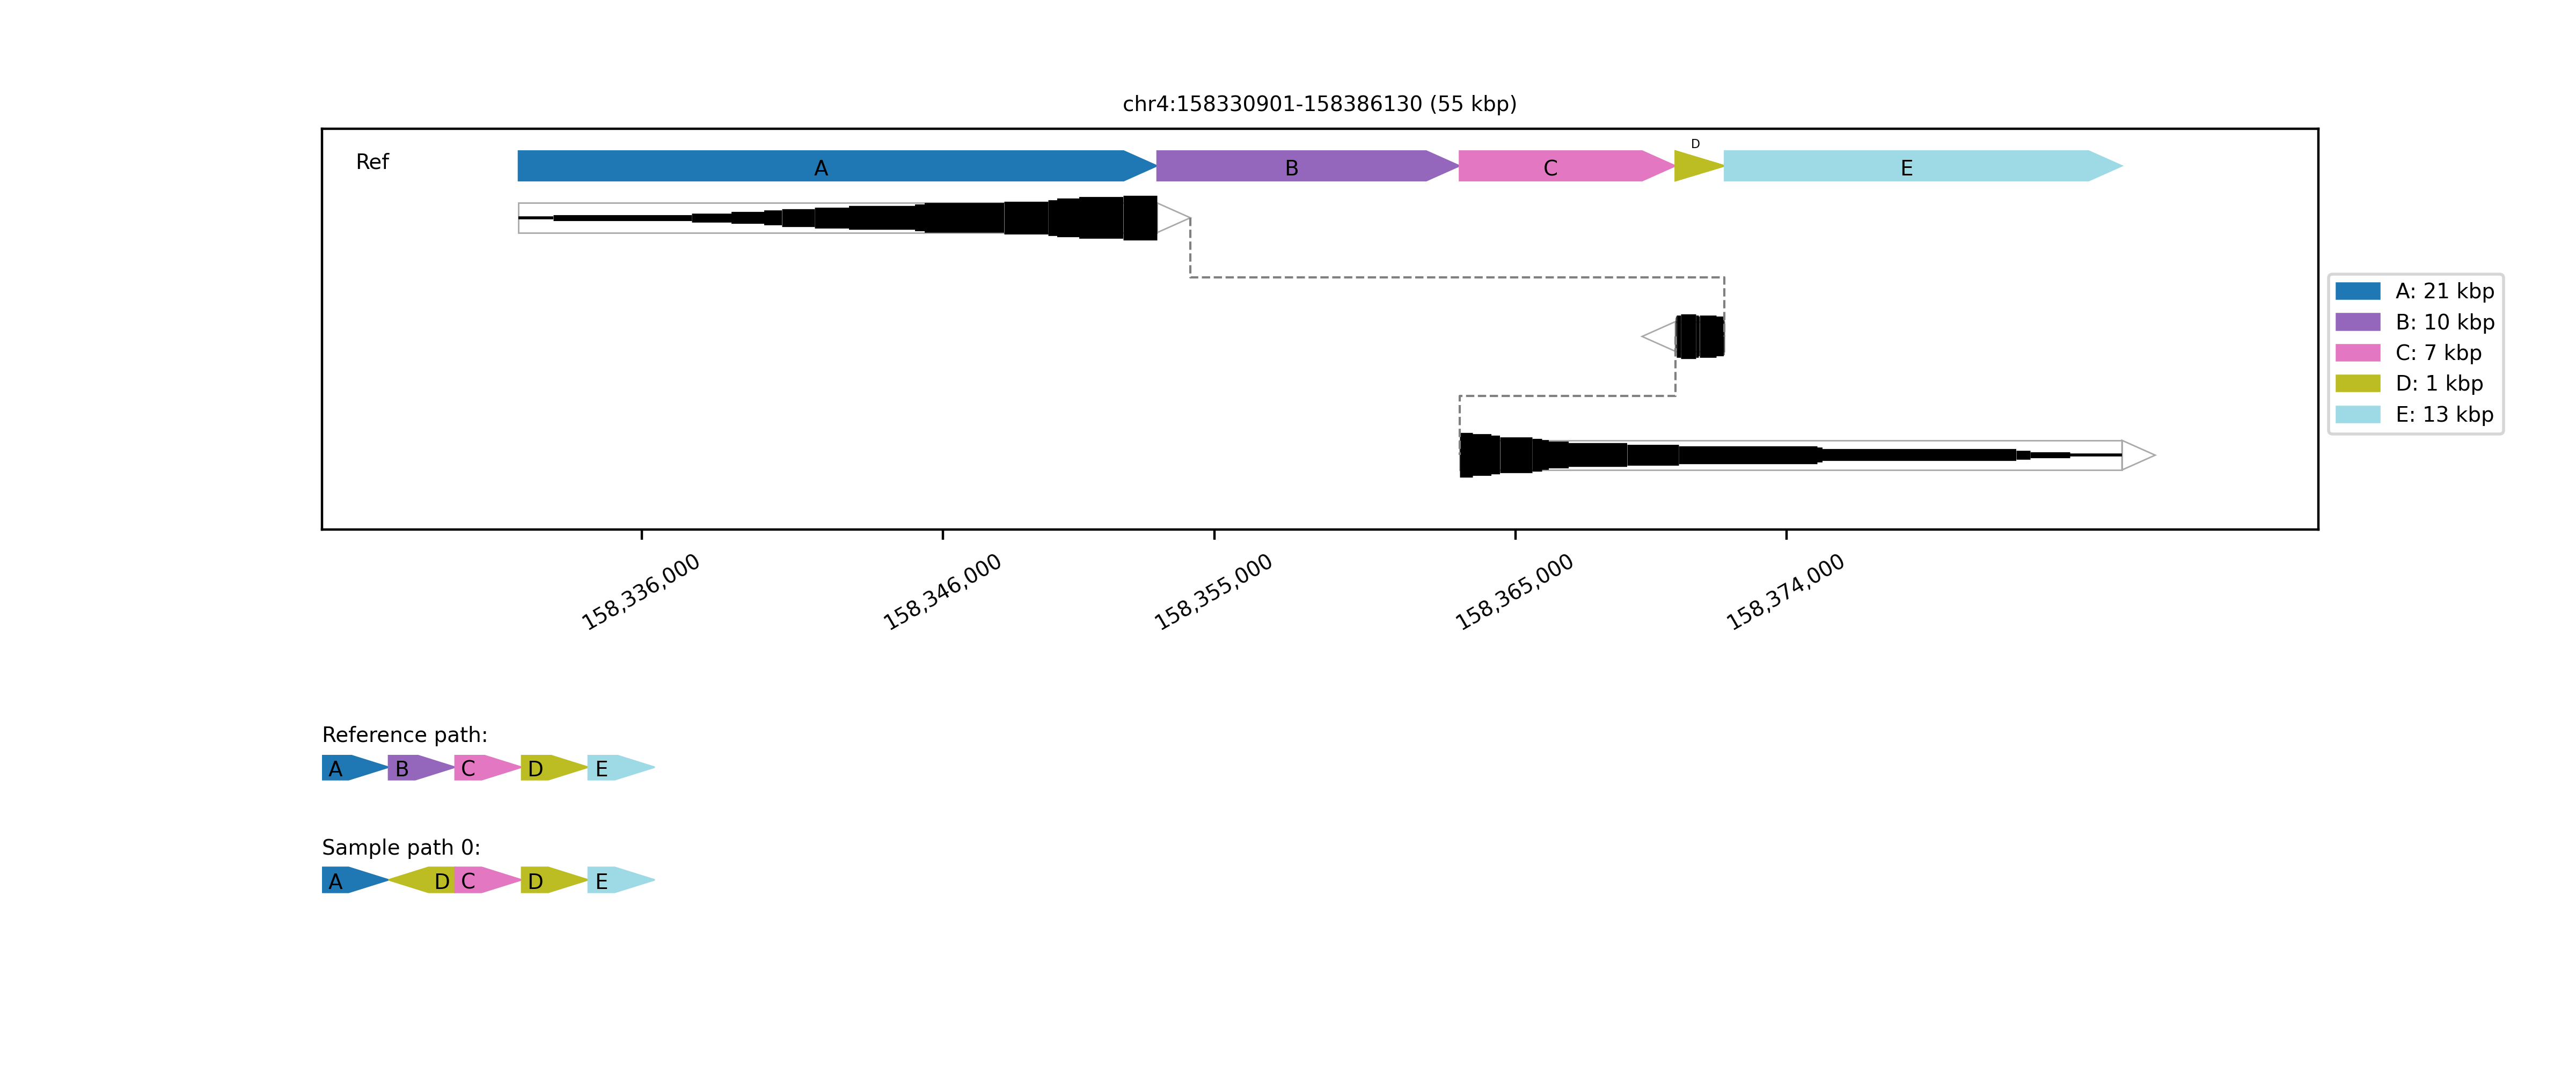 chr4:158330901-158386130 (55 kbp)
Ref
A
B
C
D
E
A: 21 kbp
B: 10 kbp
C: 7 kbp
D: 1 kbp
E: 13 kbp
158,336,000
158,346,000
158,355,000
158,365,000
158,374,000
Reference path:
A B C D E
Sample path 0:
A D C D E